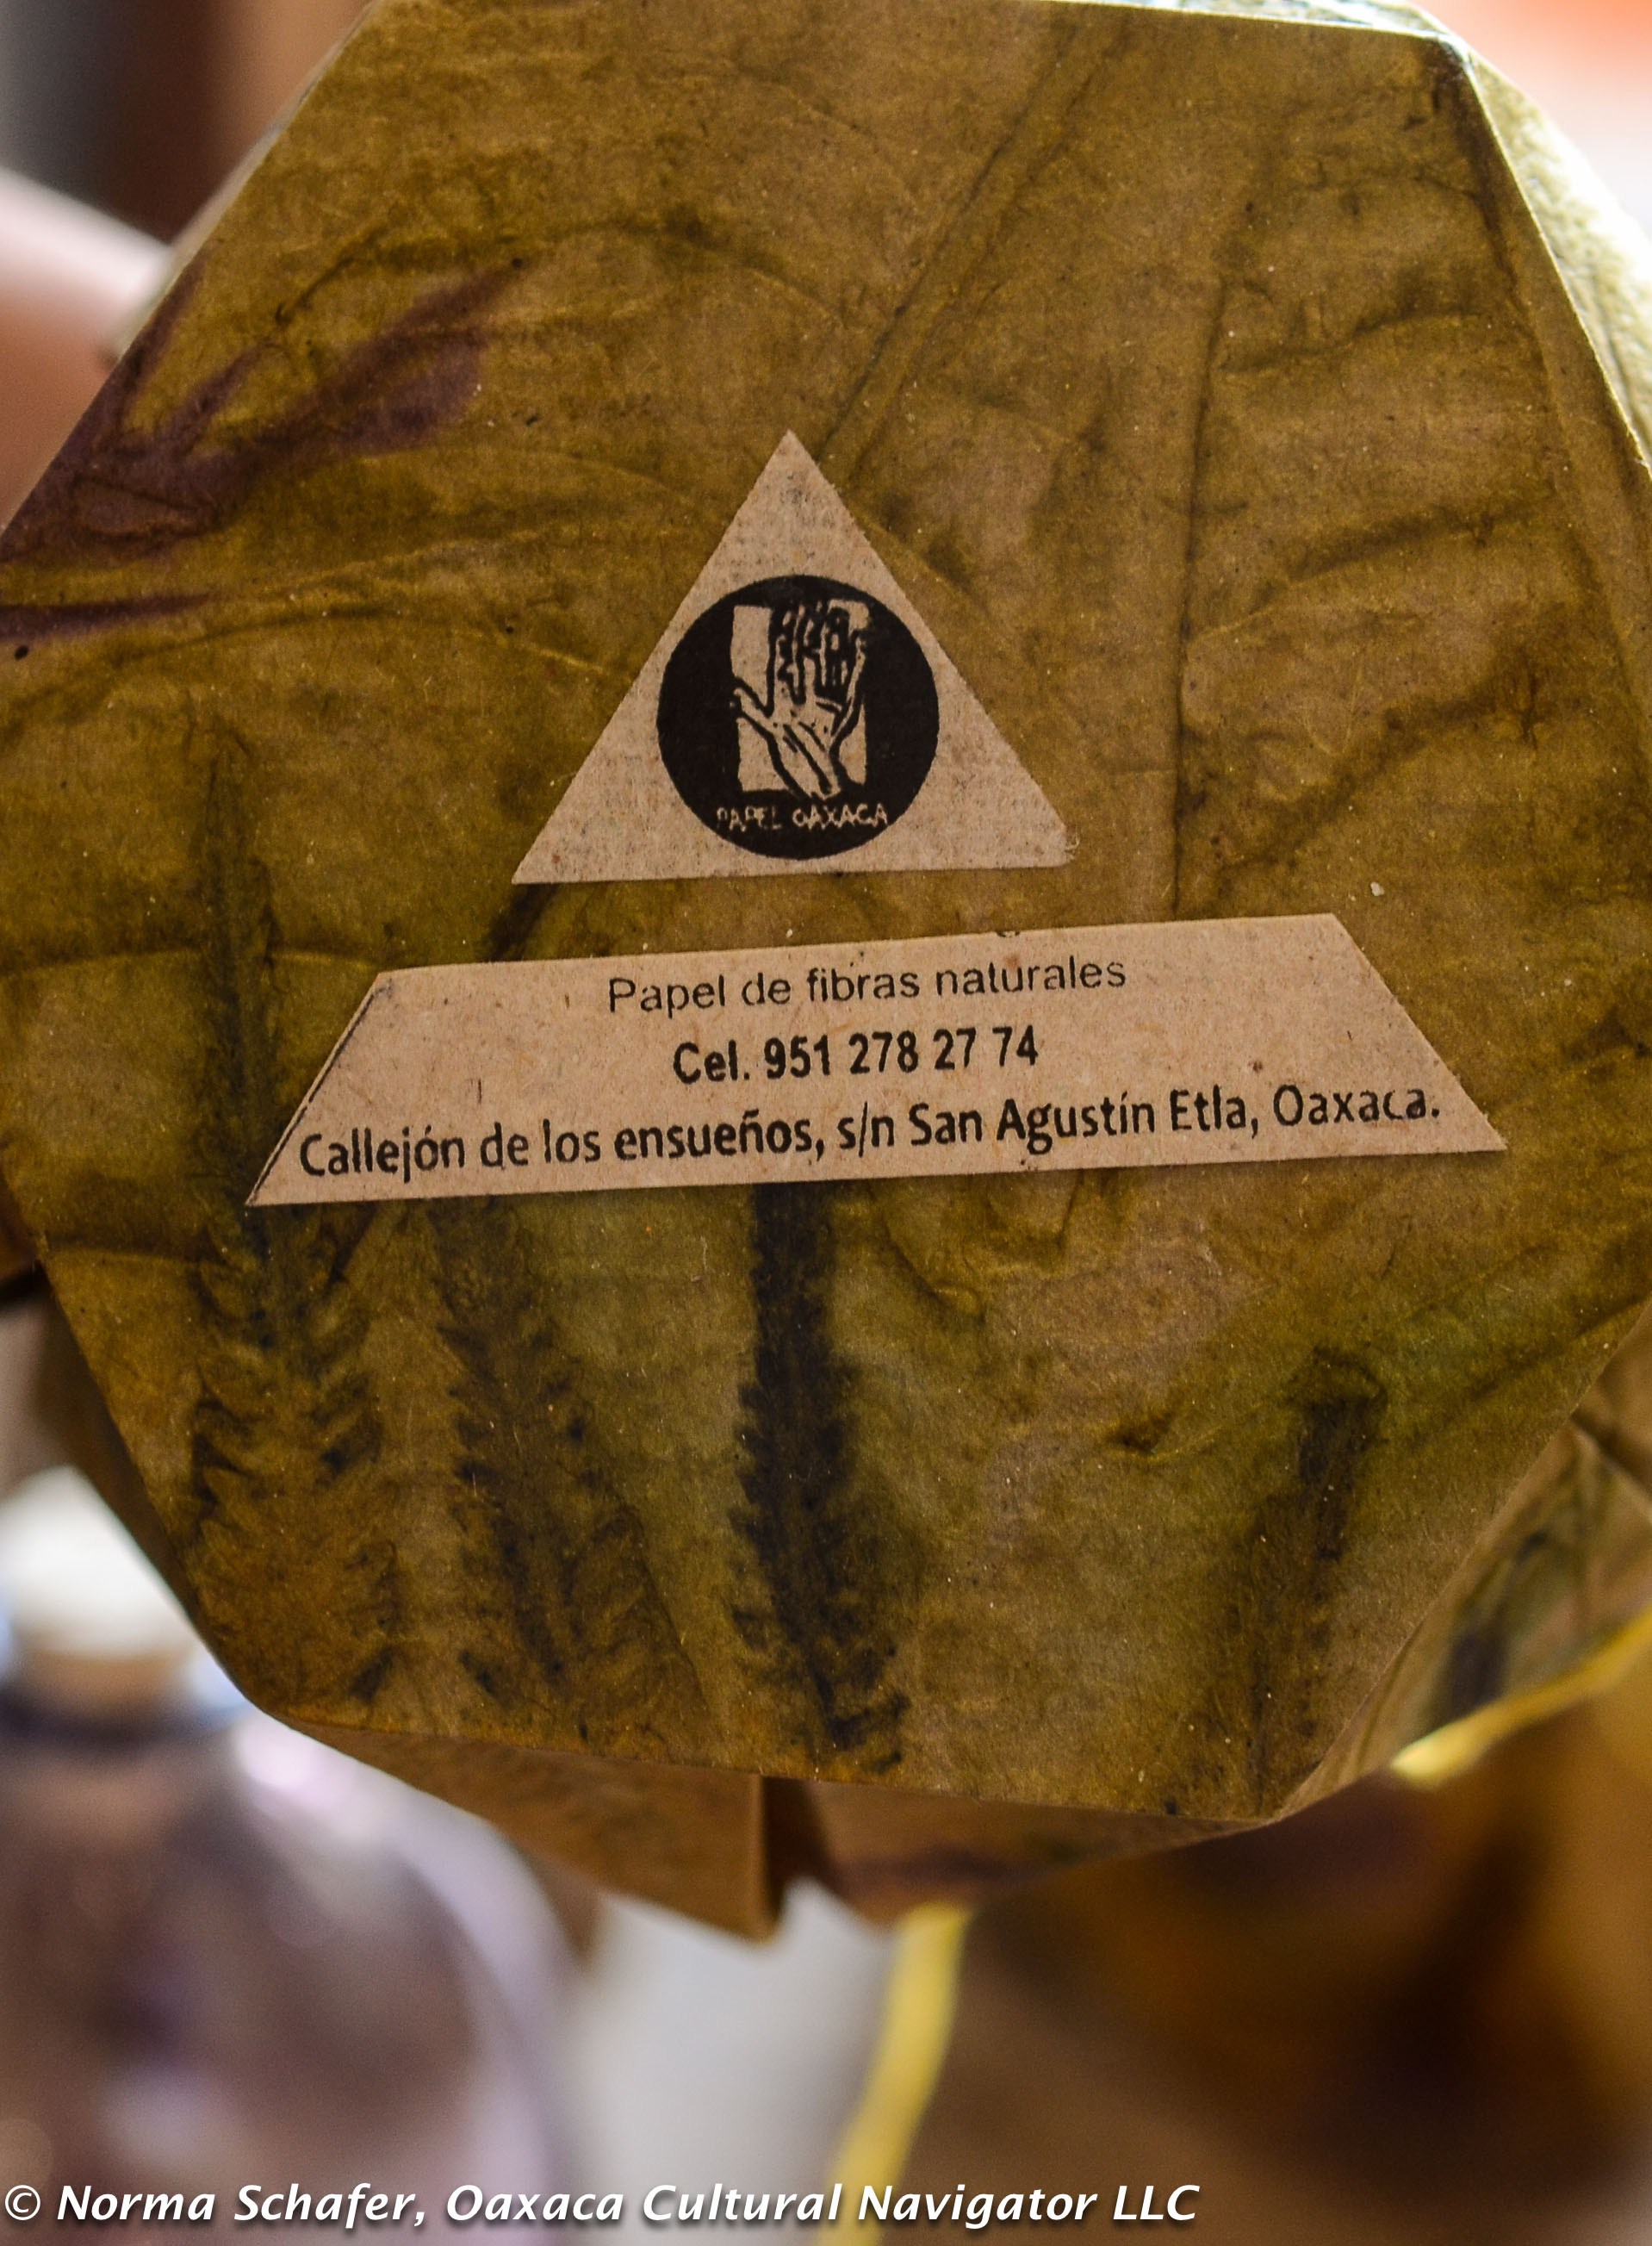 PAPEL OAXACA
Papel de fibras naturales
Cel. 951 278 27 74
Callejón de los ensueños, s/n San Agustín Etla, Oaxaca.
© Norma Schafer, Oaxaca Cultural Navigator LLC